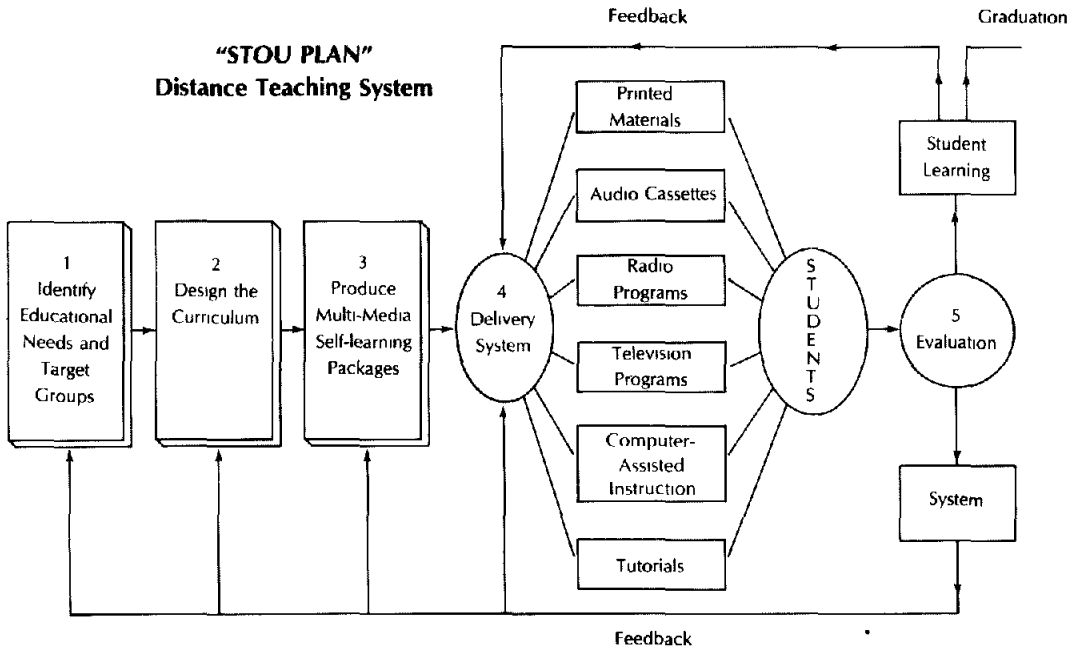 "STOU PLAN"
Distance Teaching System
Feedback
Graduation
1
Identify
Educational
Needs and
Target
Groups
2
Design the
Curriculum
3
Produce
Multi-Media
Self-learning
Packages
4
Delivery
System
Printed
Materials
Audio Cassettes
Radio
Programs
Television
Programs
Computer-
Assisted
Instruction
Tutorials
STUDENTS
5
Evaluation
Student
Learning
System
Feedback